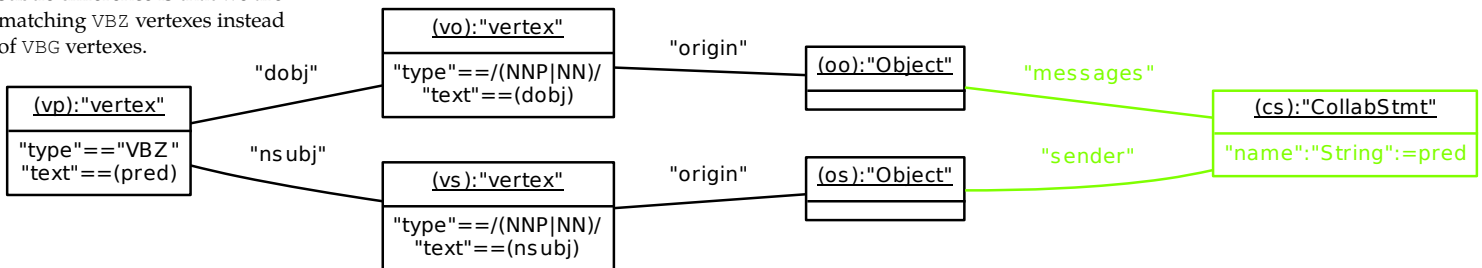 matching VBZ vertexes instead
of VBG vertexes.
(vp):"vertex"
"type"=="VBZ"
"text"==(pred)
"dobj"
"nsubj"
(vo):"vertex"
"type"==/(NNP|NN)/
"text"==(dobj)
(vs):"vertex"
"type"==/(NNP|NN)/
"text"==(nsubj)
"origin"
"origin"
(oo):"Object"
(os):"Object"
"messages"
"sender"
(cs):"CollabStmt"
"name":"String":=pred